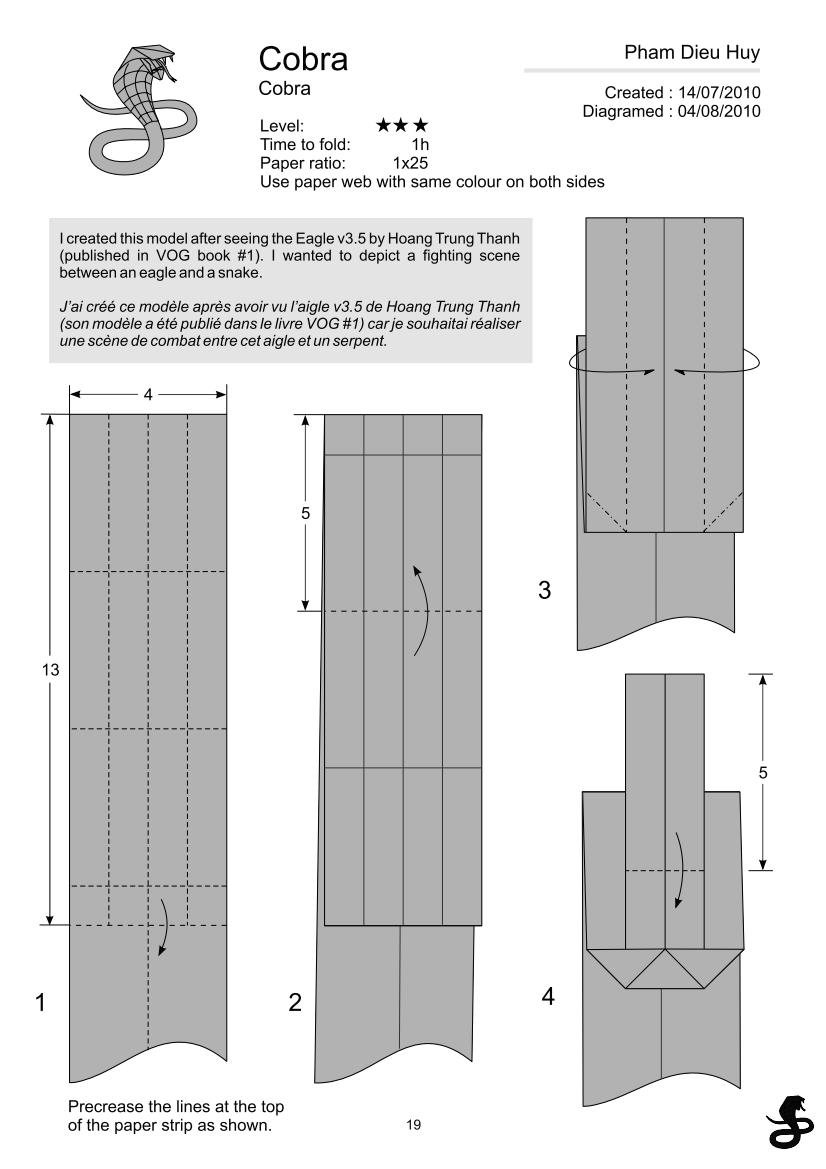 Cobra
Cobra
Pham Dieu Huy
Created : 14/07/2010
Diagramed : 04/08/2010
Level: ★★★
Time to fold: 1h
Paper ratio: 1x25
Use paper web with same colour on both sides
I created this model after seeing the Eagle v3.5 by Hoang Trung Thanh
(published in VOG book #1). I wanted to depict a fighting scene
between an eagle and a snake.
J’ai créé ce modèle après avoir vu l’aigle v3.5 de Hoang Trung Thanh
(son modèle a été publié dans le livre VOG #1) car je souhaitai réaliser
une scène de combat entre cet aigle et un serpent.
4
13
1
5
2
3
5
4
Precrease the lines at the top
of the paper strip as shown.
19